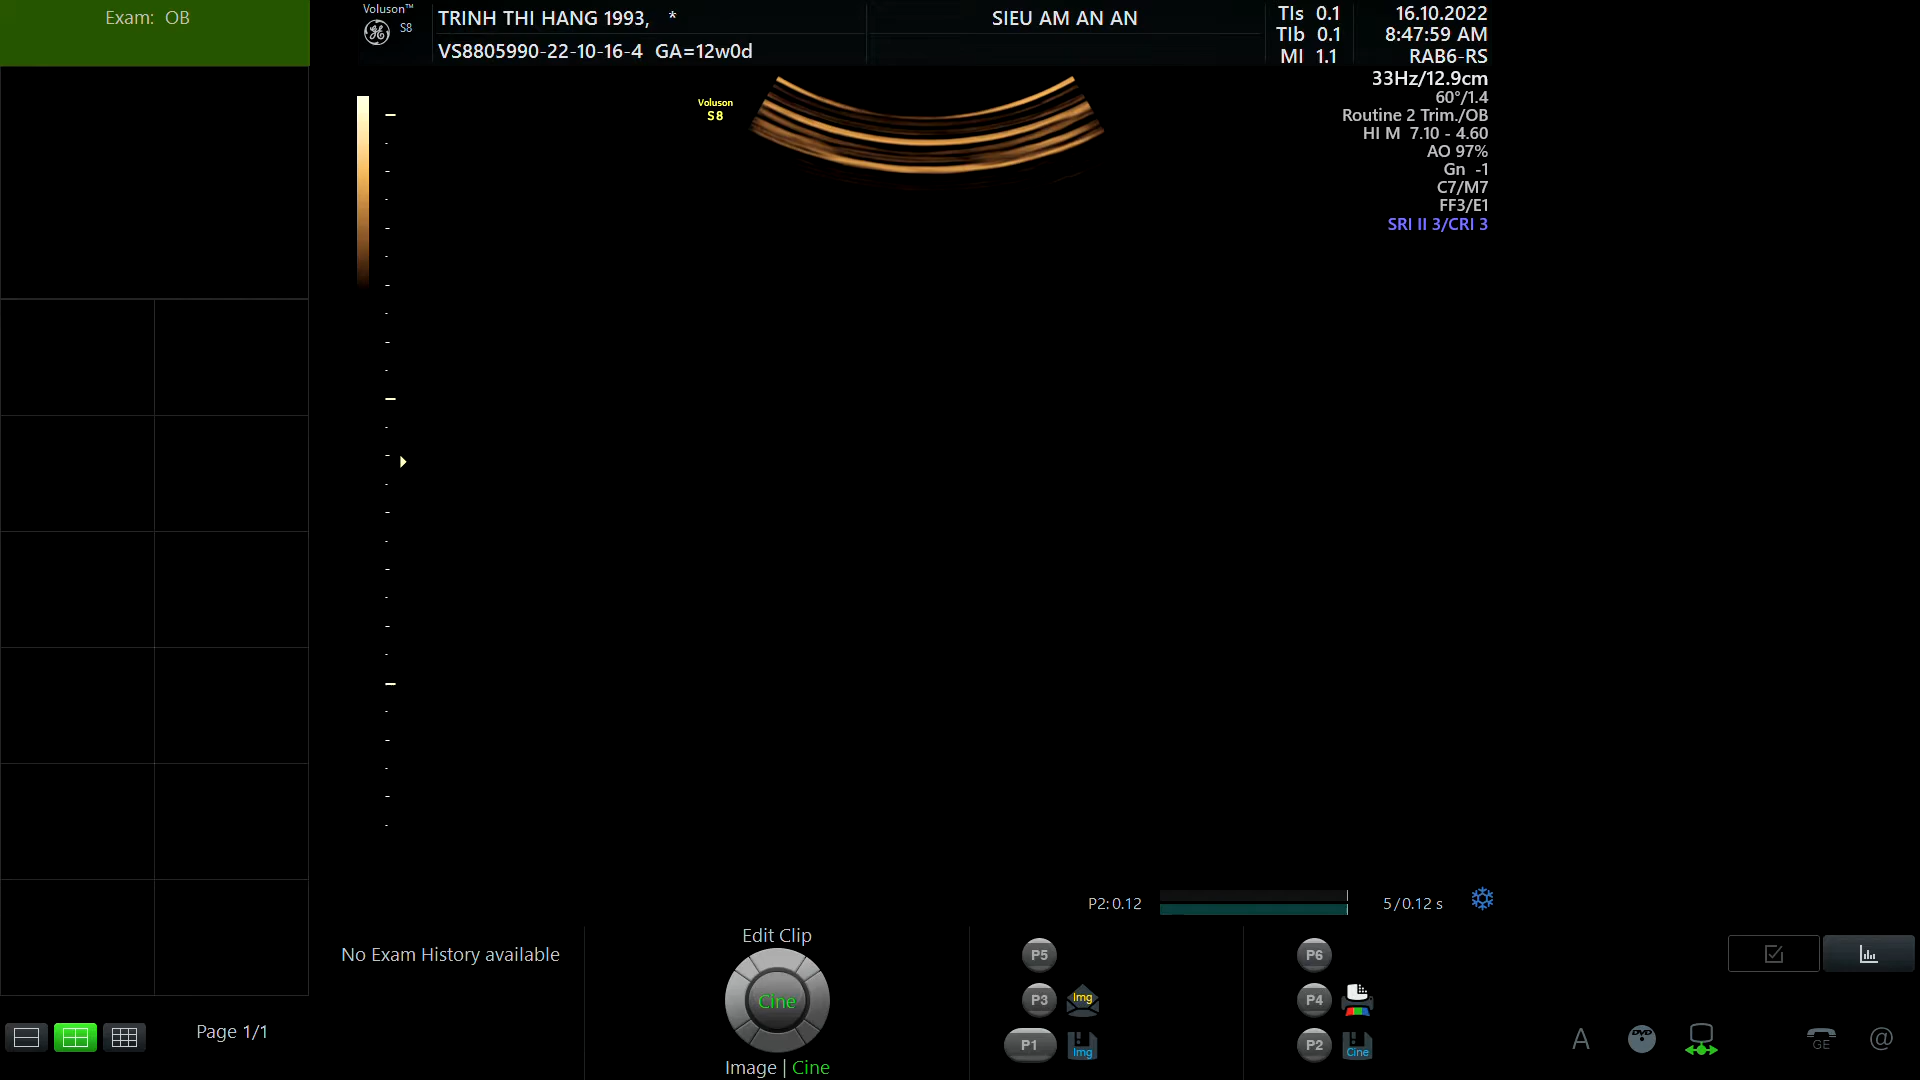 Exam: OB
Voluson™
S8
TRINH THI HANG 1993, *
VS8805990-22-10-16-4 GA=12w0d
SIEU AM AN AN
TIs 0.1
TIb 0.1
MI 1.1
16.10.2022
8:47:59 AM
RAB6-RS
33Hz/12.9cm
60°/1.4
Routine 2 Trim./OB
HI M 7.10 - 4.60
AO 97%
Gn -1
C7/M7
FF3/E1
SRI II 3/CRI 3
Voluson
S8
P2: 0.12
5/0.12 s
No Exam History available
Edit Clip
Cine
Image | Cine
P5
P3 Img
P1 Img
P6
P4
P2 Cine
Page 1/1
A
DVD
GE
@